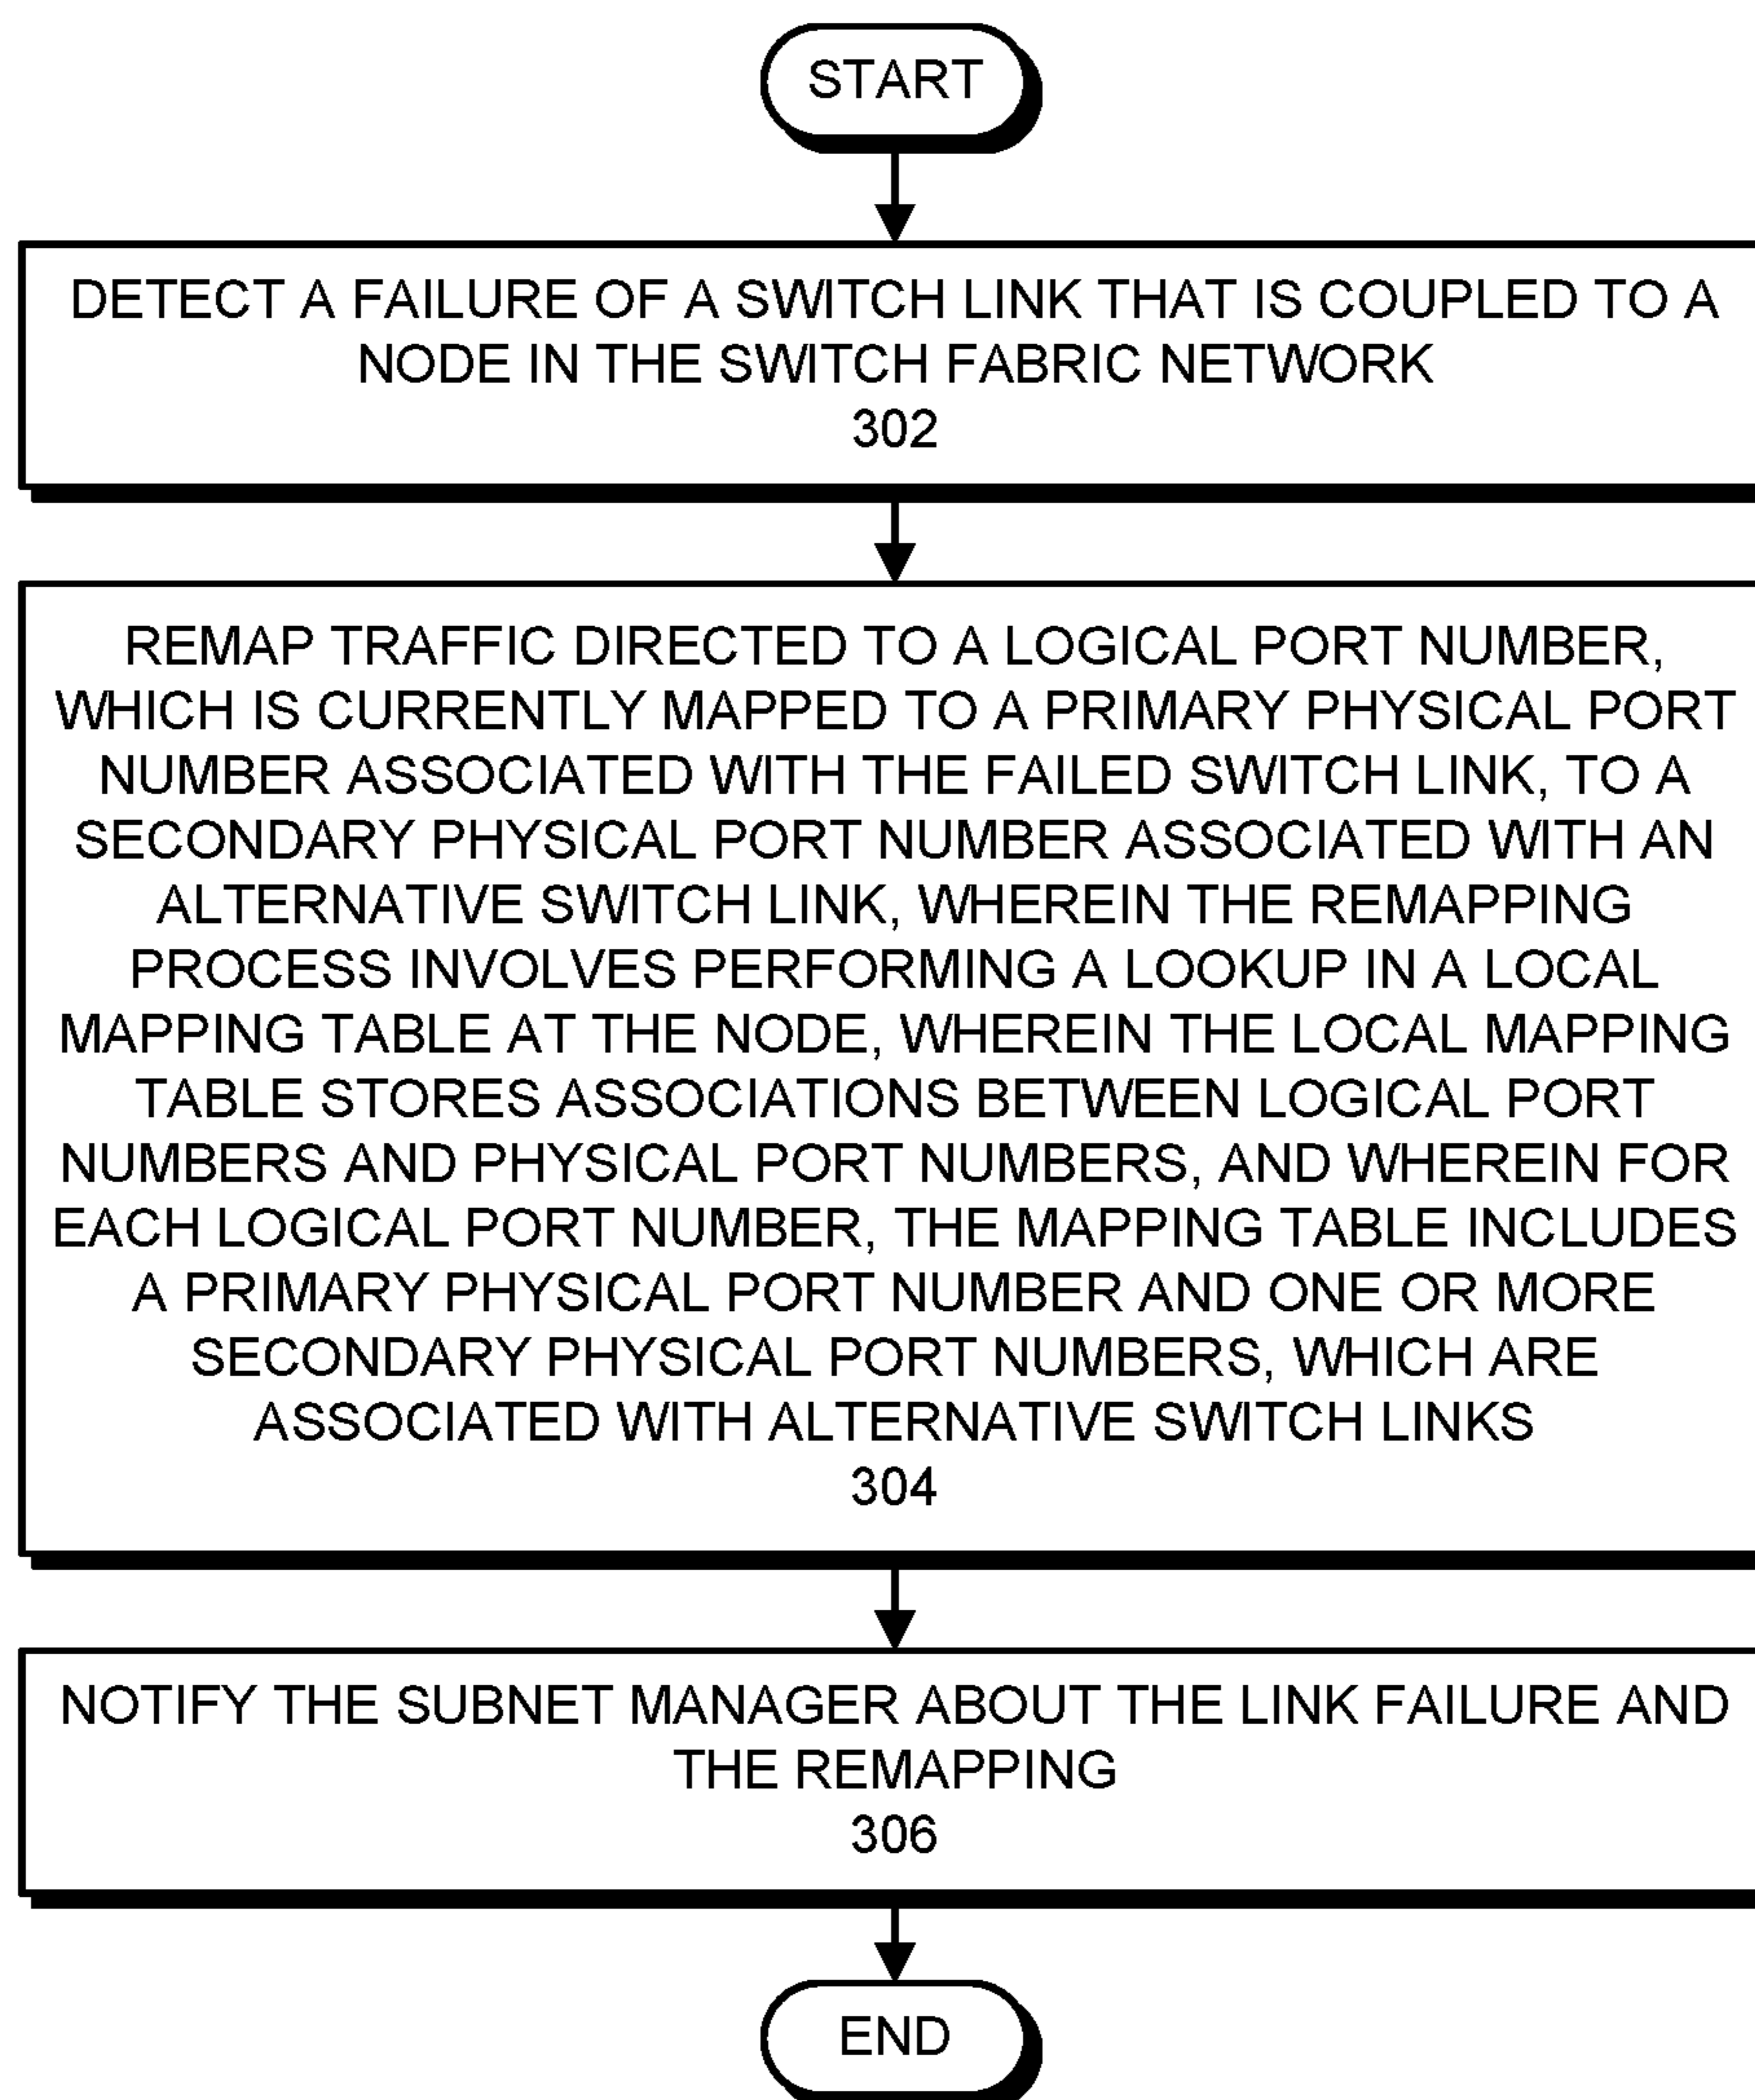 START
DETECT A FAILURE OF A SWITCH LINK THAT IS COUPLED TO A
NODE IN THE SWITCH FABRIC NETWORK
302
REMAP TRAFFIC DIRECTED TO A LOGICAL PORT NUMBER,
WHICH IS CURRENTLY MAPPED TO A PRIMARY PHYSICAL PORT
NUMBER ASSOCIATED WITH THE FAILED SWITCH LINK, TO A
SECONDARY PHYSICAL PORT NUMBER ASSOCIATED WITH AN
ALTERNATIVE SWITCH LINK, WHEREIN THE REMAPPING
PROCESS INVOLVES PERFORMING A LOOKUP IN A LOCAL
MAPPING TABLE AT THE NODE, WHEREIN THE LOCAL MAPPING
TABLE STORES ASSOCIATIONS BETWEEN LOGICAL PORT
NUMBERS AND PHYSICAL PORT NUMBERS, AND WHEREIN FOR
EACH LOGICAL PORT NUMBER, THE MAPPING TABLE INCLUDES
A PRIMARY PHYSICAL PORT NUMBER AND ONE OR MORE
SECONDARY PHYSICAL PORT NUMBERS, WHICH ARE
ASSOCIATED WITH ALTERNATIVE SWITCH LINKS
304
NOTIFY THE SUBNET MANAGER ABOUT THE LINK FAILURE AND
THE REMAPPING
306
END